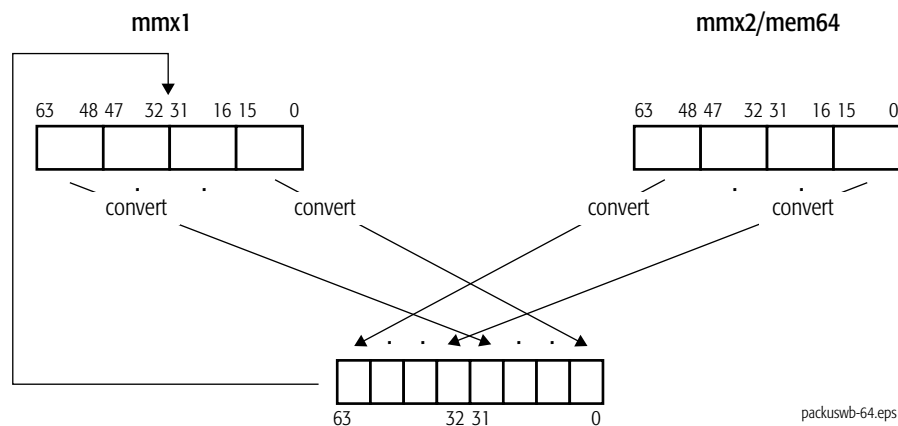 mmx1 mmx2/mem64
63 48 47 32 31 16 15 0 63 48 47 32 31 16 15 0
. . . .
convert convert convert convert
. . . .
63 32 31 0
packuswb-64.eps